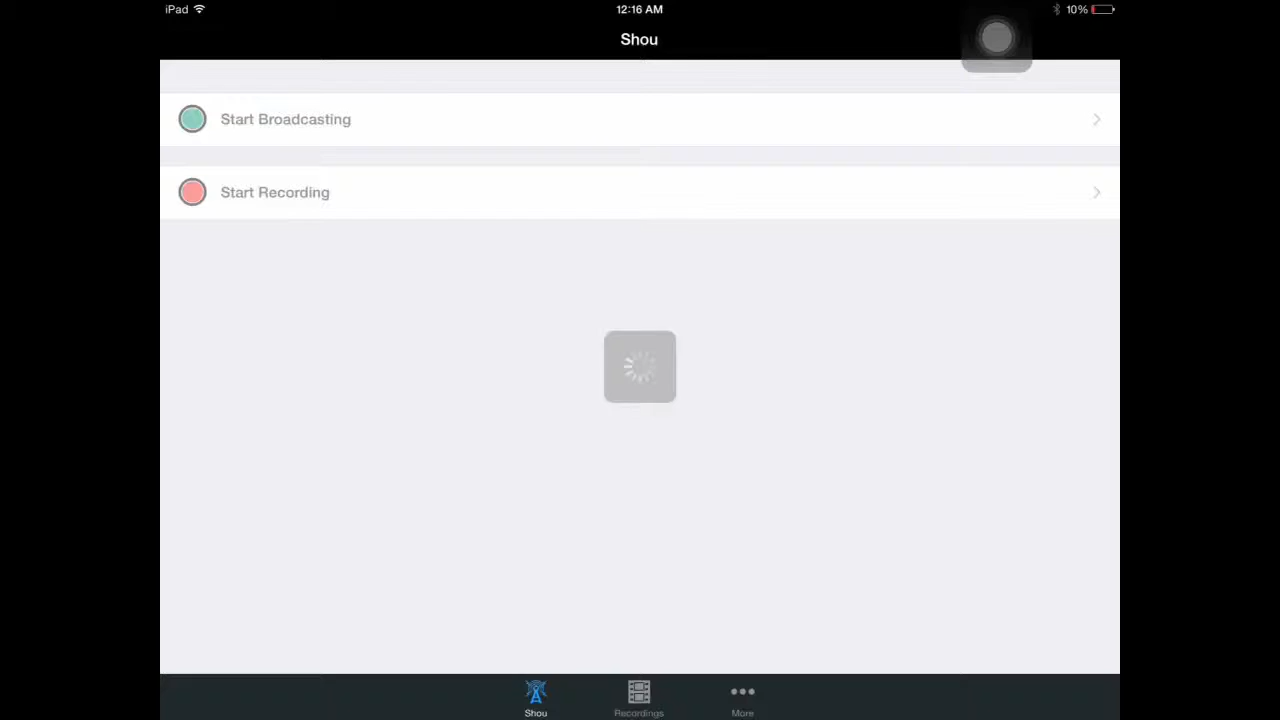 iPad 12:16 AM 10%
Shou
Start Broadcasting
Start Recording
Shou Recordings More